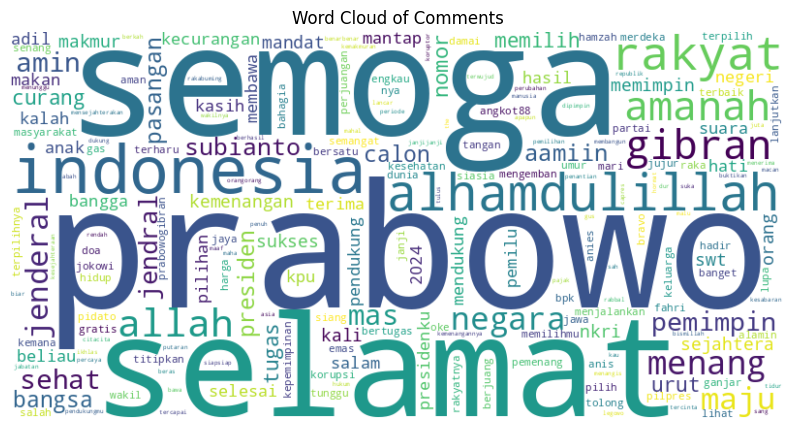 Word Cloud of Comments
adil
makmur
kecurangan
mandat
mantap
memilih
hamzah
merdeka
terpilih
senang
amin
pasangan
semoga
nomor
damai
rakyat
makan
aman
kasih
membawa
bahagia
perjuangan
engkau
nya
hasil
memimpin
negeri
terbaik
lanjutkan
curang
kalah
angkot88
amanah
masyarakat
anak
gas
terharu
subianto
bersatu
semangat
calon
tangan
aamiin
suara
partai
gibran
indonesia
kesehatan
dunia
siasia
umur
mari
jujur
raka
hati
mengemban
alhamdulillah
bangga
kemenangan
terima
terpilihnya
jenderal
jendral
prabowo
doa
jokowi
hidup
prabowogibran
jaya
pilihan
harga
presiden
sukses
kpu
pendukung
janji
2024
mendukung
pemilu
anies
bravo
hadir
swt
banget
keluarga
lupa
orang
pidato
gratis
allah
siang
mas
oke
negara
bpk
menjalankan
jawa
fahri
nkri
pemimpin
kemana
beliau
titipkan
tugas
kepemimpinan
kali
emas
bertugas
presidenku
memilihmu
alamin
sejahtera
sehat
selamat
salam
korupsi
rakyatnya
berjuang
pemenang
anis
menang
bangsa
wakil
selesai
tunggu
pilih
tolong
ganjar
pilpres
urut
lihat
maju
salah